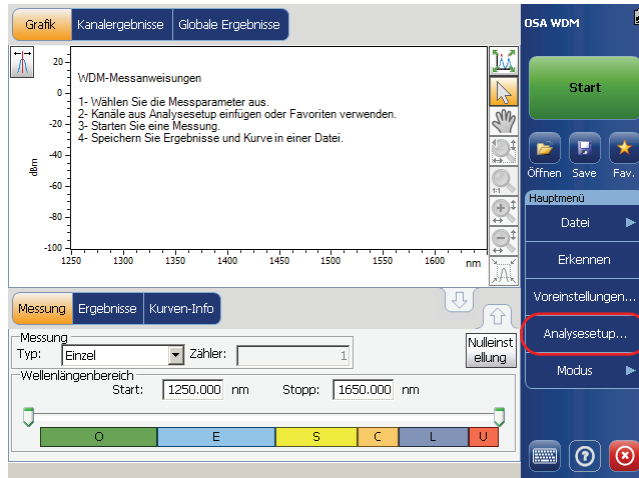 Grafik Kanalergebnisse Globale Ergebnisse
OSA WDM
20
0
-20
-40
-60
-80
-100
dBm
WDM-Messanweisungen
1- Wählen Sie die Messparameter aus.
2- Kanäle aus Analysesetup einfügen oder Favoriten verwenden.
3- Starten Sie eine Messung.
4- Speichern Sie Ergebnisse und Kurve in einer Datei.
1250 1300 1350 1400 1450 1500 1550 1600 nm
1:1
Start
Öffnen Save Fav.
Hauptmenü
Datei
Erkennen
Voreinstellungen...
Analysesetup...
Modus
Messung Ergebnisse Kurven-Info
Messung
Typ: Einzel Zähler: 1
Nulleinst
ellung
Wellenlängenbereich
Start: 1250.000 nm Stopp: 1650.000 nm
O E S C L U